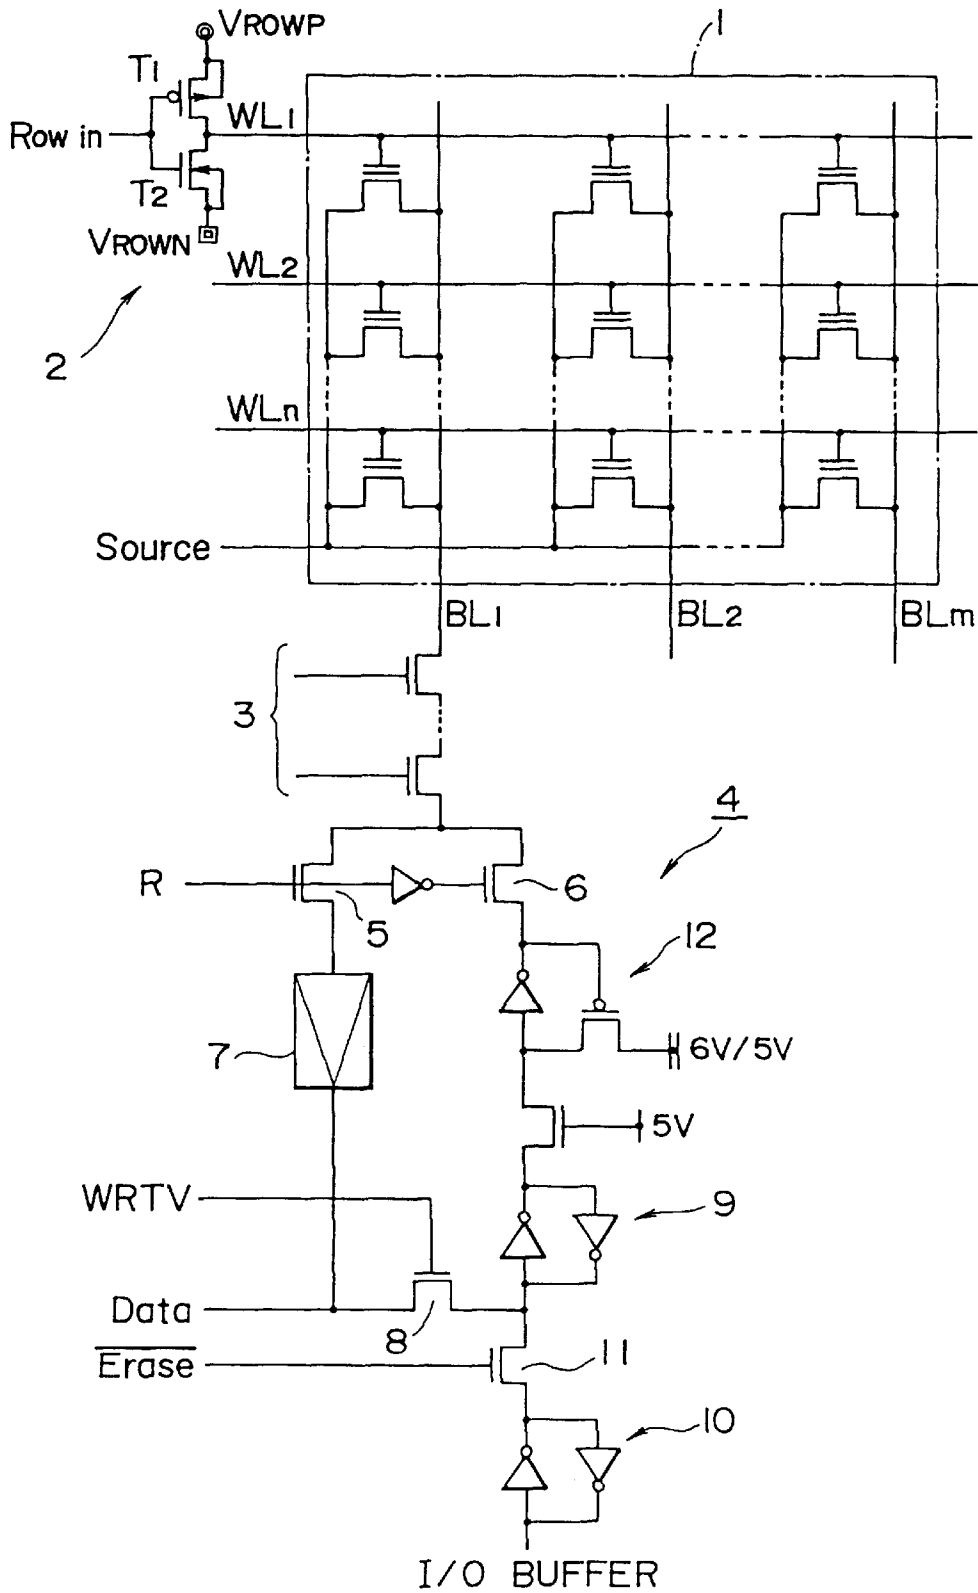 VROWP
1
T1
WL1
Row in
T2
VROWN
WL2
2
WLn
Source
BL1
BL2
BLm
3
4
R
5
6
12
7
6V/5V
5V
WRTV
9
Data
8
Erase
11
10
I/O BUFFER